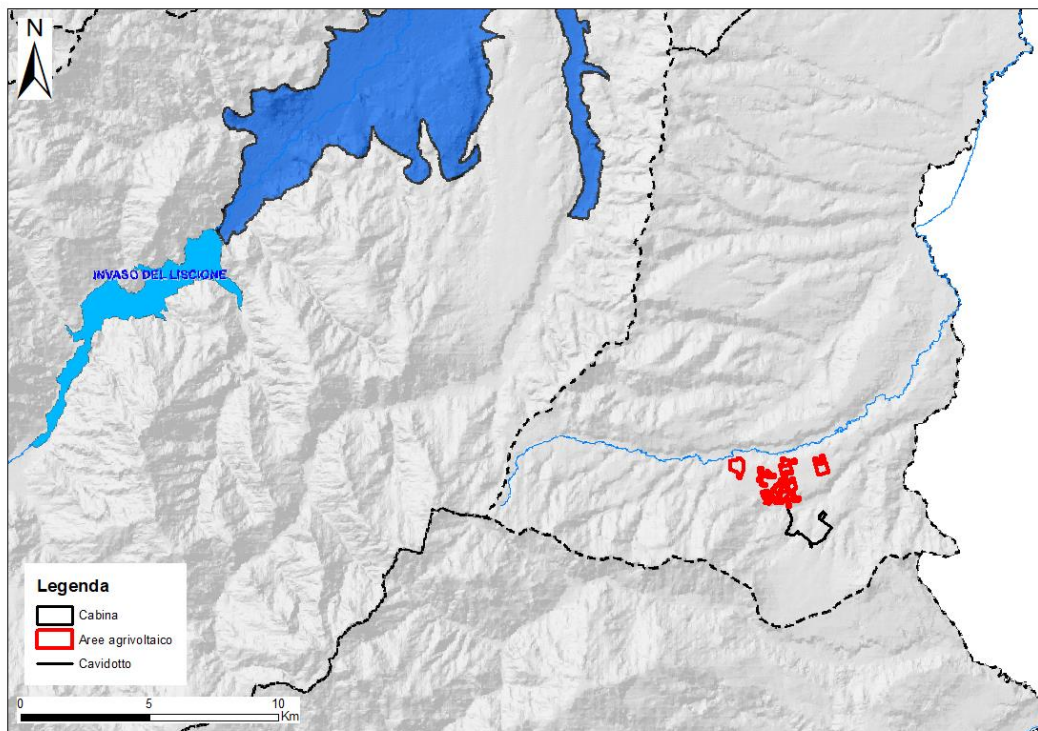 N
INVASO DEL LISCIONE
Legenda
Cabina
Aree agrivoltaico
Cavidotto
0 5 10
Km